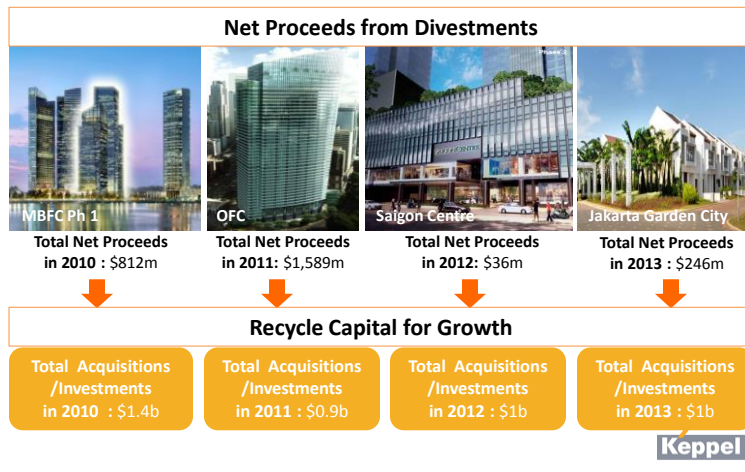 Net Proceeds from Divestments
MBFC Ph 1
OFC
Saigon Centre
Jakarta Garden City
Total Net Proceeds
in 2010 : $812m
Total Net Proceeds
in 2011: $1,589m
Total Net Proceeds
in 2012: $36m
Total Net Proceeds
in 2013 : $246m
Recycle Capital for Growth
Total Acquisitions
/Investments
in 2010 : $1.4b
Total Acquisitions
/Investments
in 2011 : $0.9b
Total Acquisitions
/Investments
in 2012 : $1b
Total Acquisitions
/Investments
in 2013 : $1b
Keppel